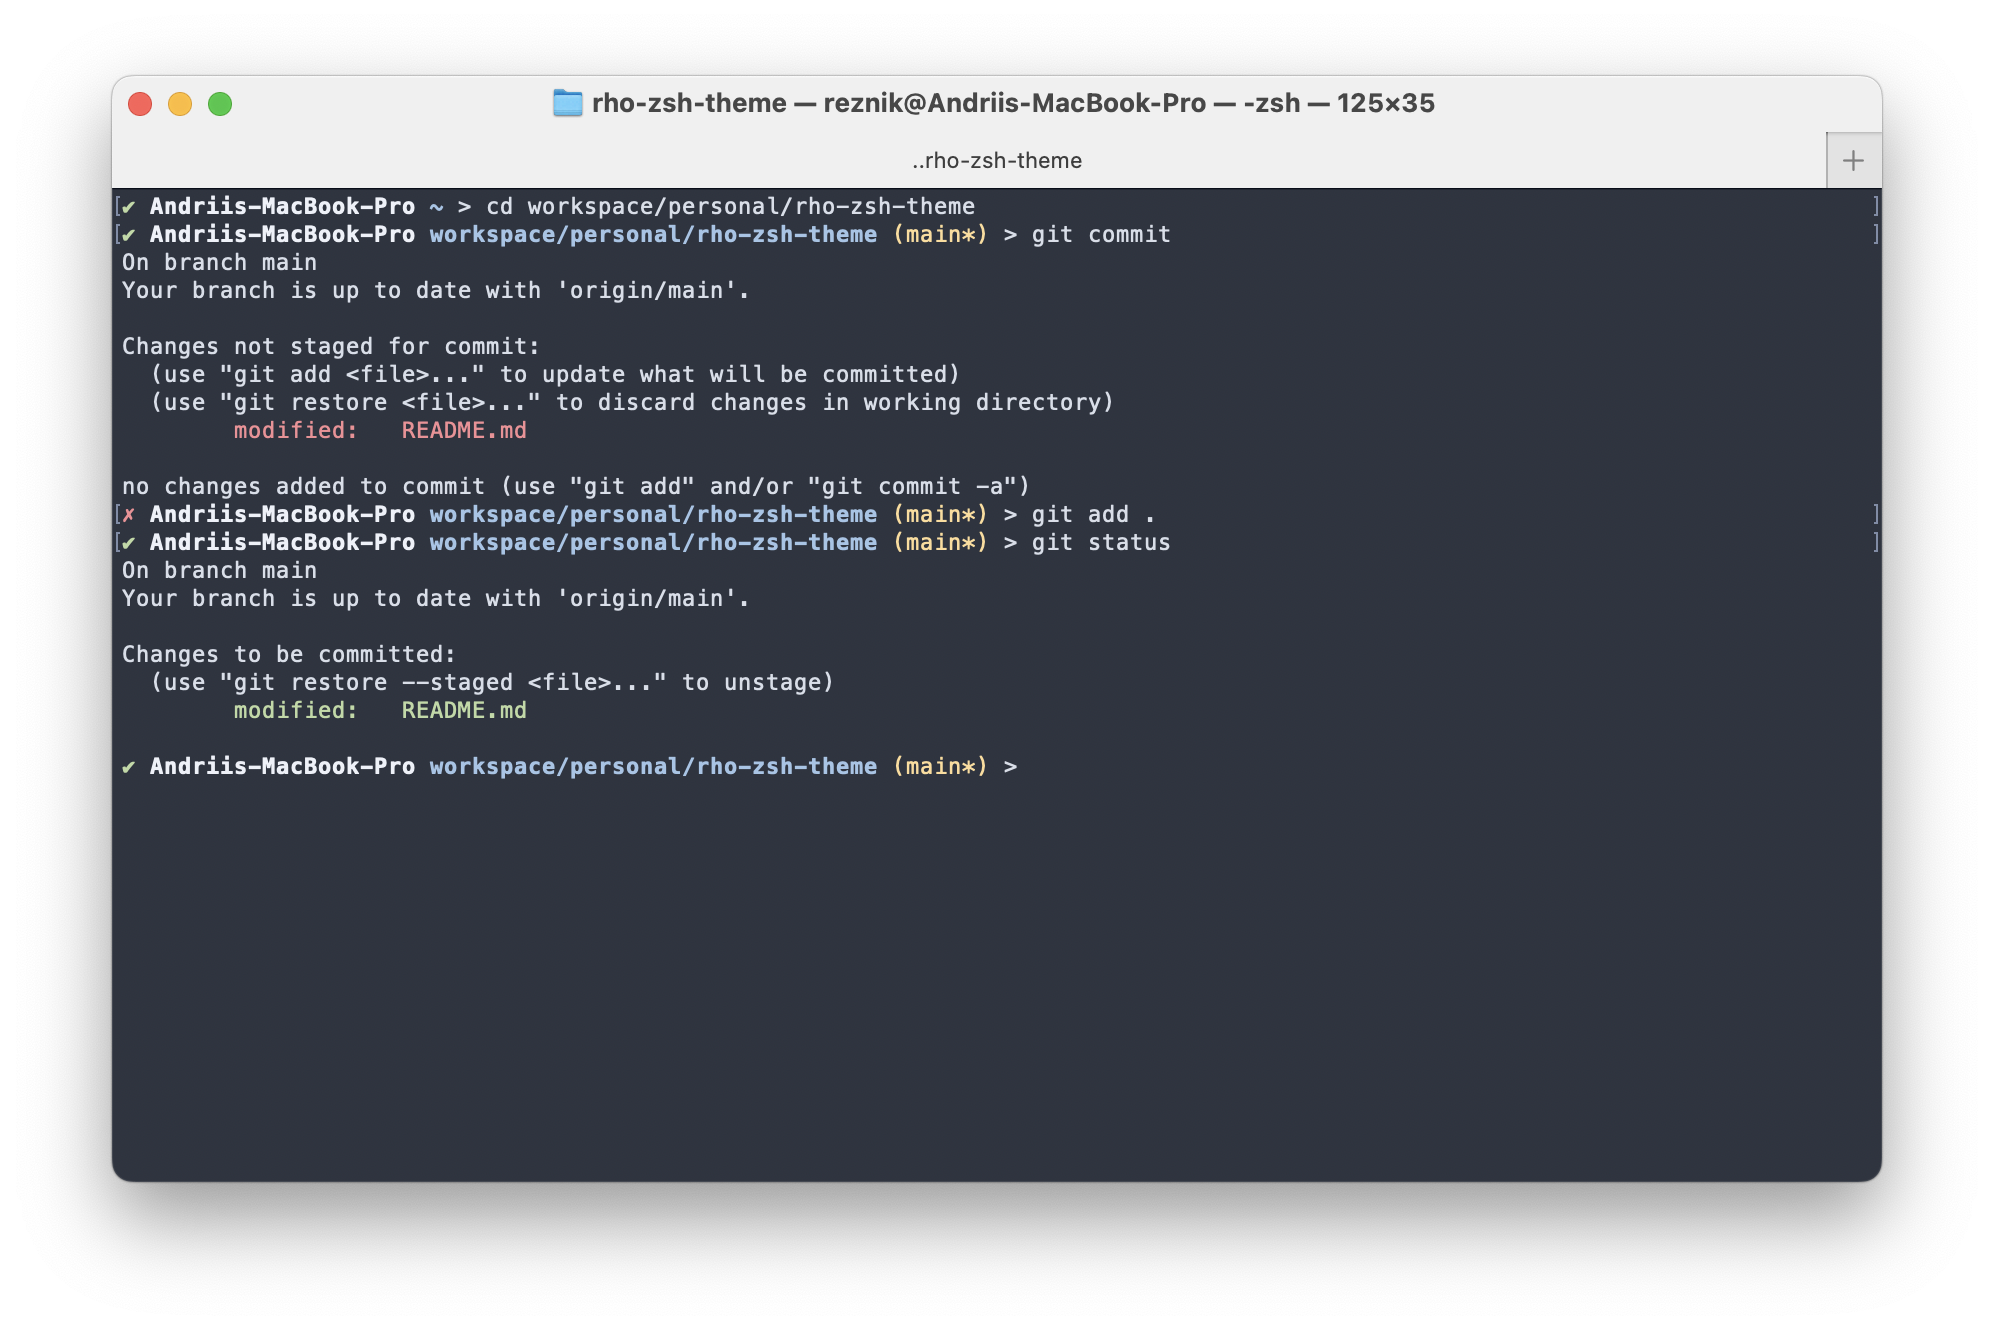 rho-zsh-theme — reznik@Andriis-MacBook-Pro — -zsh — 125×35
..rho-zsh-theme
[✔ Andriis-MacBook-Pro ~ > cd workspace/personal/rho-zsh-theme ]
[✔ Andriis-MacBook-Pro workspace/personal/rho-zsh-theme (main*) > git commit ]
On branch main
Your branch is up to date with 'origin/main'.

Changes not staged for commit:
  (use "git add <file>..." to update what will be committed)
  (use "git restore <file>..." to discard changes in working directory)
        modified:   README.md

no changes added to commit (use "git add" and/or "git commit -a")
[✗ Andriis-MacBook-Pro workspace/personal/rho-zsh-theme (main*) > git add . ]
[✔ Andriis-MacBook-Pro workspace/personal/rho-zsh-theme (main*) > git status ]
On branch main
Your branch is up to date with 'origin/main'.

Changes to be committed:
  (use "git restore --staged <file>..." to unstage)
        modified:   README.md

✔ Andriis-MacBook-Pro workspace/personal/rho-zsh-theme (main*) >